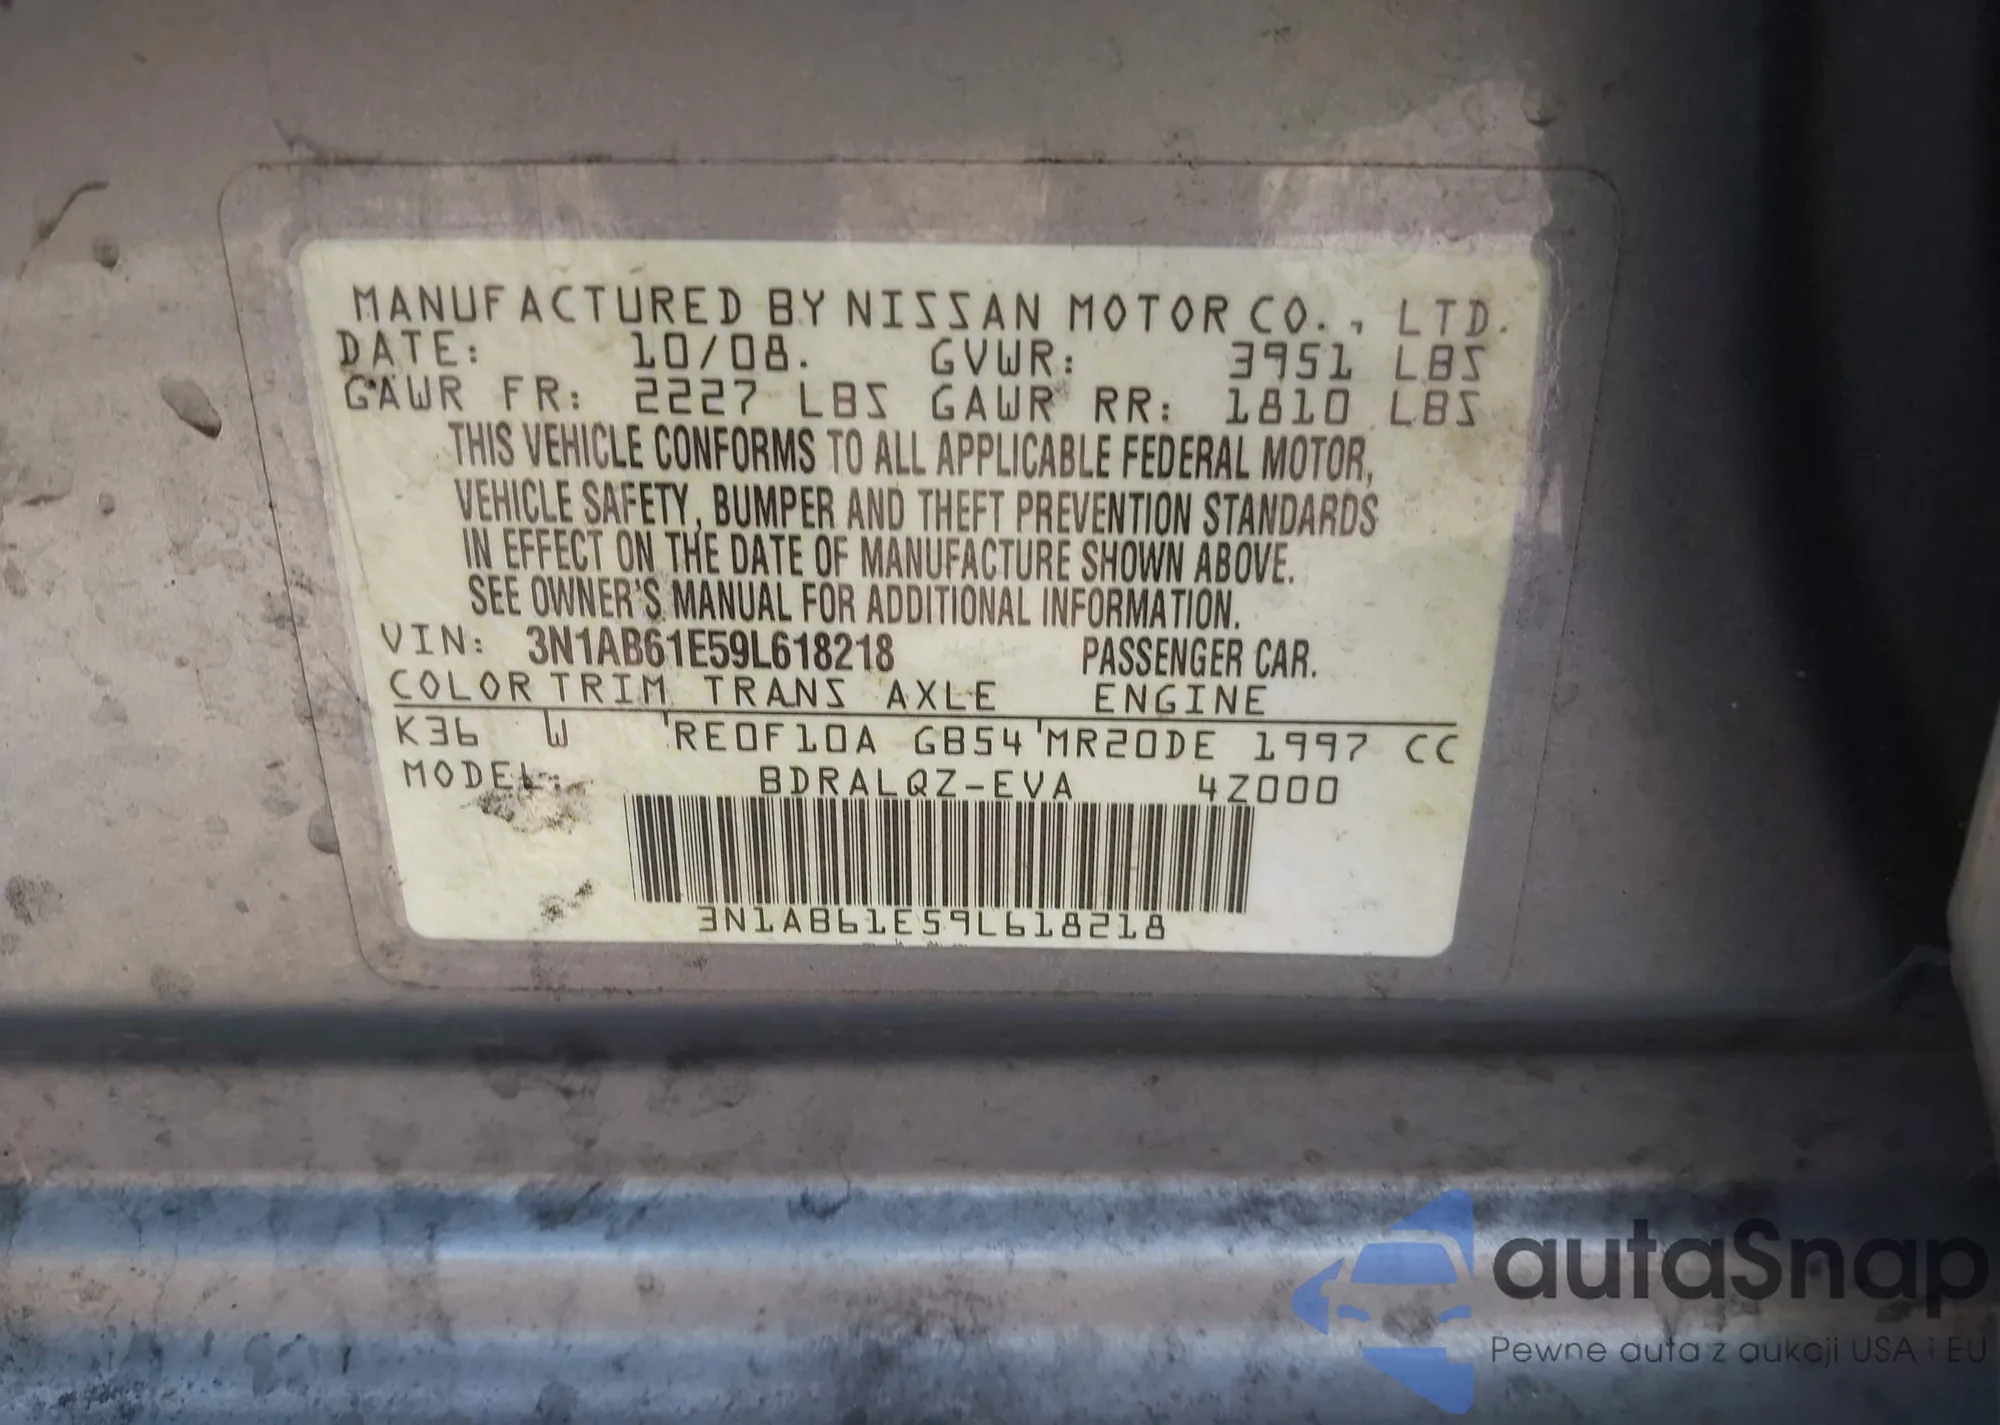 MANUFACTURED BY NISSAN MOTOR CO., LTD.
DATE: 10/08. GVWR: 3951 LBS
GAWR FR: 2227 LBS GAWR RR: 1810 LBS
THIS VEHICLE CONFORMS TO ALL APPLICABLE FEDERAL MOTOR,
VEHICLE SAFETY, BUMPER AND THEFT PREVENTION STANDARDS
IN EFFECT ON THE DATE OF MANUFACTURE SHOWN ABOVE.
SEE OWNER'S MANUAL FOR ADDITIONAL INFORMATION.
VIN: 3N1AB61E59L618218 PASSENGER CAR.
COLOR TRIM TRANS AXLE ENGINE
K36 W RE0F10A GB54 MR20DE 1997 CC
MODEL: BDRALQZ-EVA 4Z000
3N1AB61E59L618218
autaSnap
Pewne auta z aukcji USA i EU